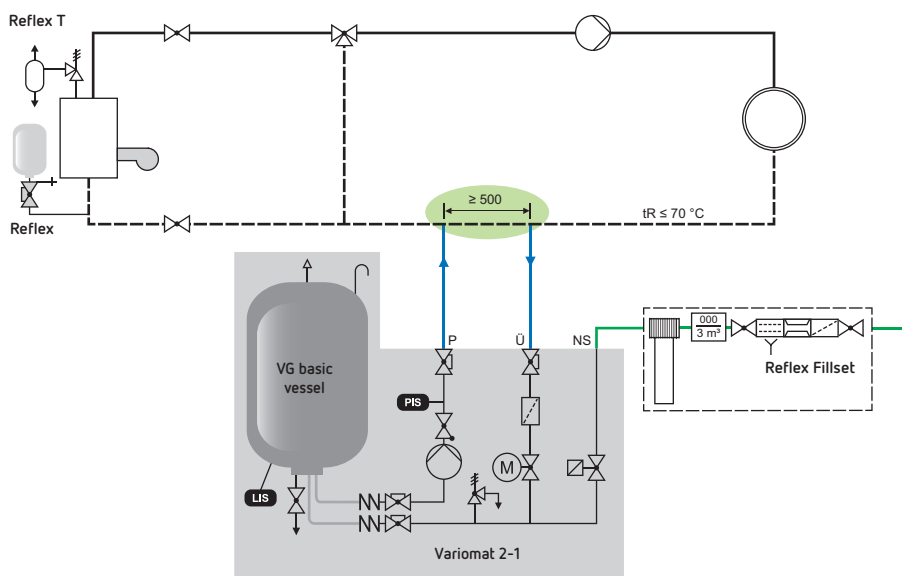 Reflex T
Reflex
≥ 500
tR ≤ 70 °C
P
Ü
NS
000
3 m³
Reflex Fillset
VG basic
vessel
PIS
M
LIS
Variomat 2-1